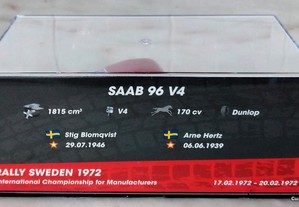 SAAB 96 V4
1815 cm³ V4 170 cv Dunlop
Stig Blomqvist Arne Hertz
29.07.1946 06.06.1939
RALLY SWEDEN 1972
International Championship for Manufacturers 17.02.1972 - 20.02.1972